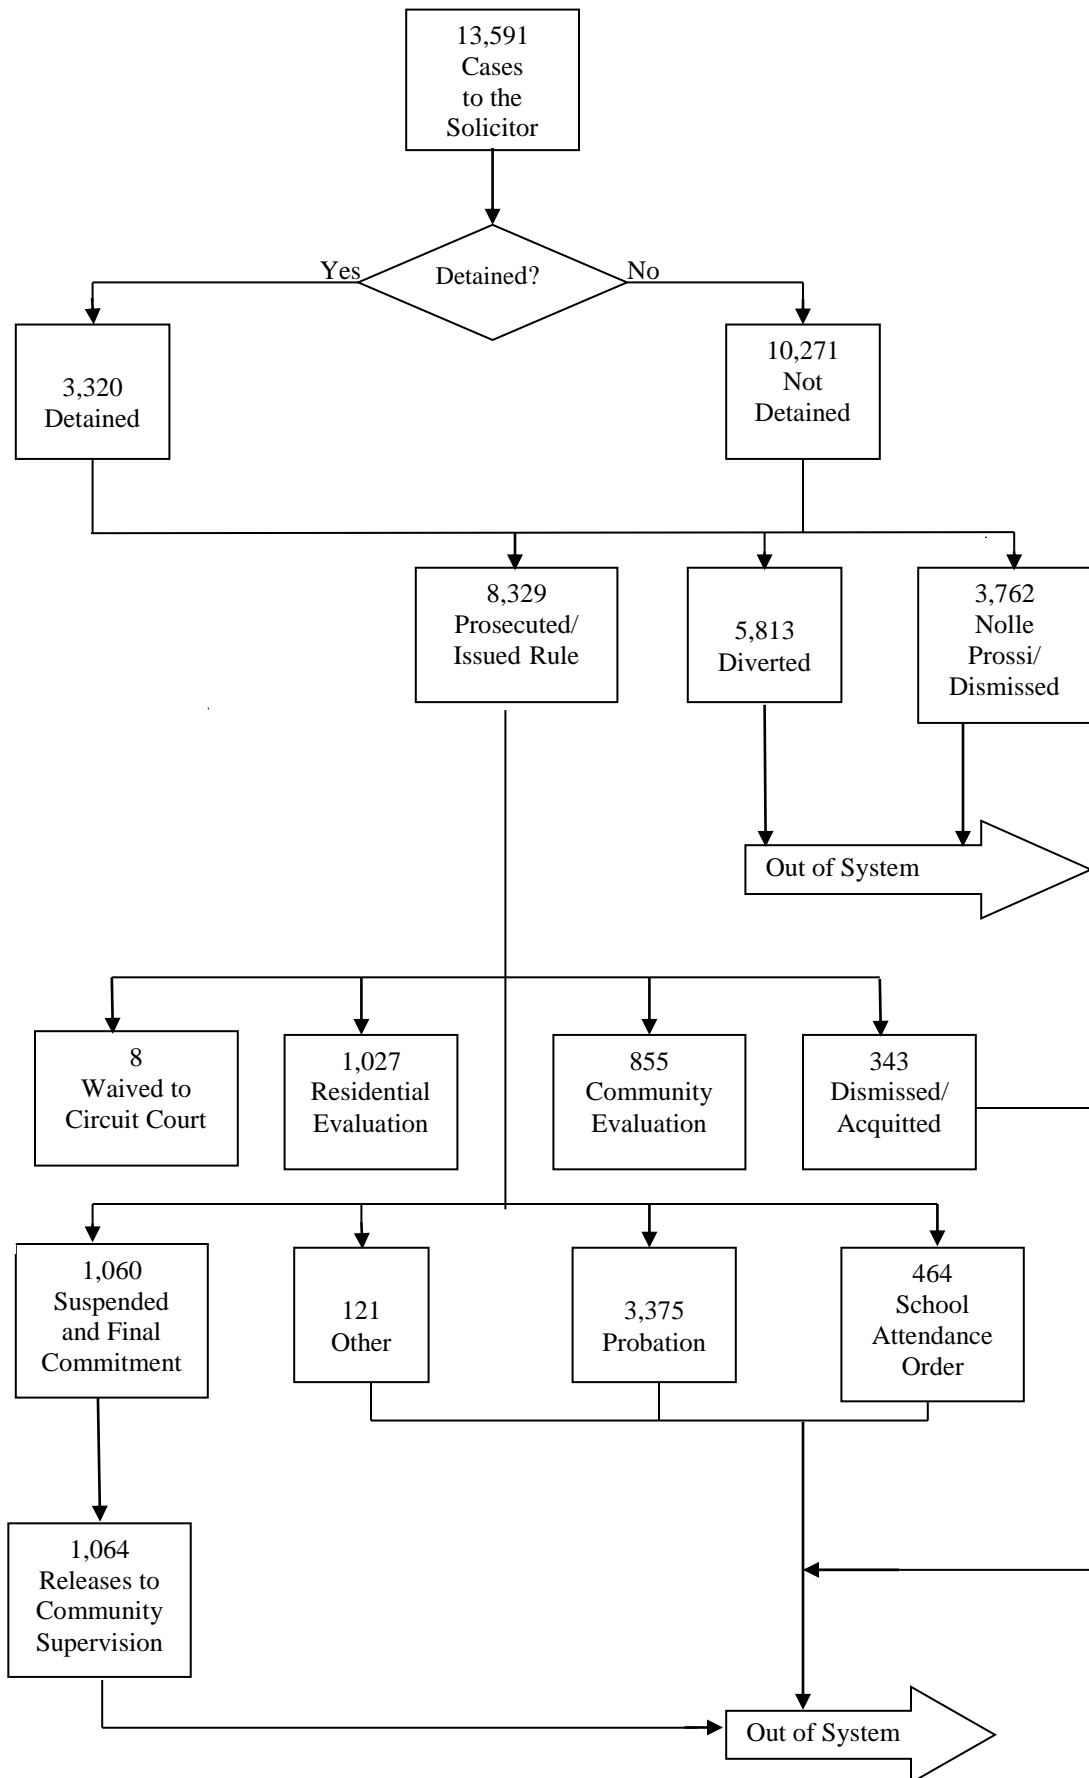 13,591
Cases
to the
Solicitor
Yes
Detained?
No
3,320
Detained
10,271
Not
Detained
8,329
Prosecuted/
Issued Rule
5,813
Diverted
3,762
Nolle
Prossi/
Dismissed
Out of System
8
Waived to
Circuit Court
1,027
Residential
Evaluation
855
Community
Evaluation
343
Dismissed/
Acquitted
1,060
Suspended
and Final
Commitment
121
Other
3,375
Probation
464
School
Attendance
Order
1,064
Releases to
Community
Supervision
Out of System